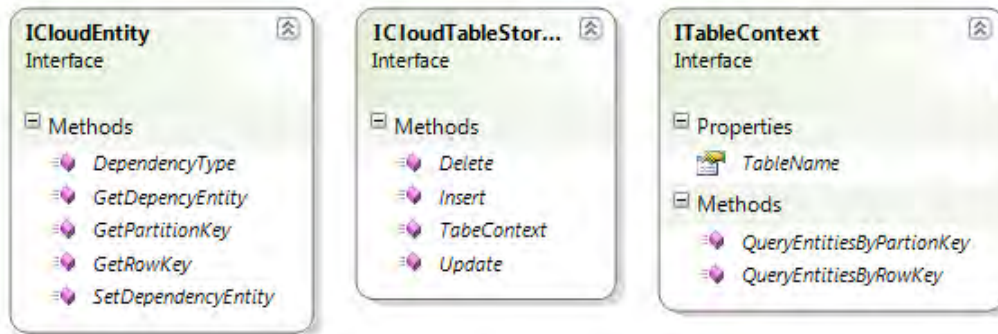 ICloudEntity
Interface
Methods
DependencyType
GetDepencyEntity
GetPartitionKey
GetRowKey
SetDependencyEntity
ICloudTableStor...
Interface
Methods
Delete
Insert
TabeContext
Update
ITableContext
Interface
Properties
TableName
Methods
QueryEntitiesByPartionKey
QueryEntitiesByRowKey